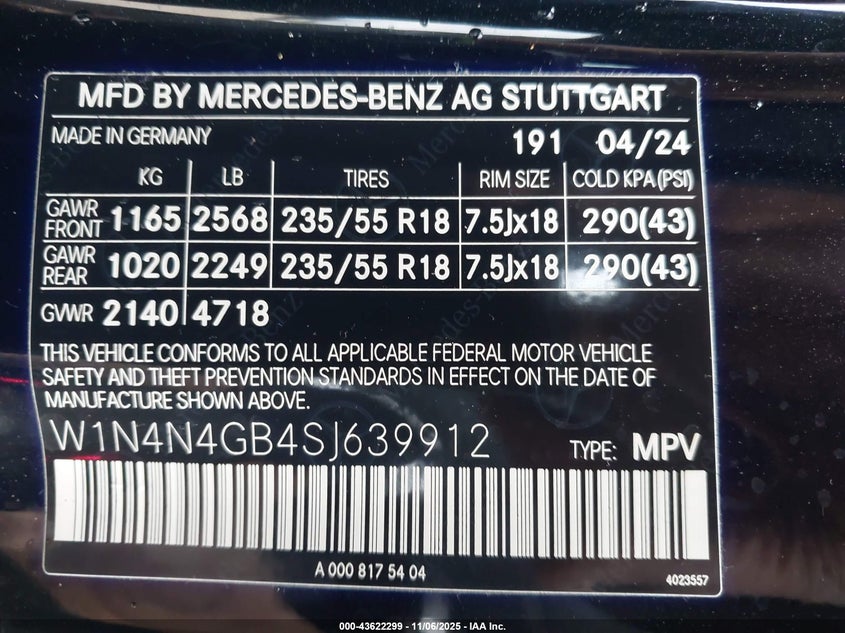 MFD BY MERCEDES-BENZ AG STUTTGART
MADE IN GERMANY 191 04/24
KG LB TIRES RIM SIZE COLD KPA(PSI)
GAWR FRONT 1165 2568 235/55 R18 7.5Jx18 290(43)
GAWR REAR 1020 2249 235/55 R18 7.5Jx18 290(43)
GVWR 2140 4718
THIS VEHICLE CONFORMS TO ALL APPLICABLE FEDERAL MOTOR VEHICLE
SAFETY AND THEFT PREVENTION STANDARDS IN EFFECT ON THE DATE OF
MANUFACTURE SHOWN ABOVE.
W1N4N4GB4SJ639912 TYPE: MPV
A 000 817 54 04
4023557
000-43622299 - 11/06/2025 - IAA Inc.